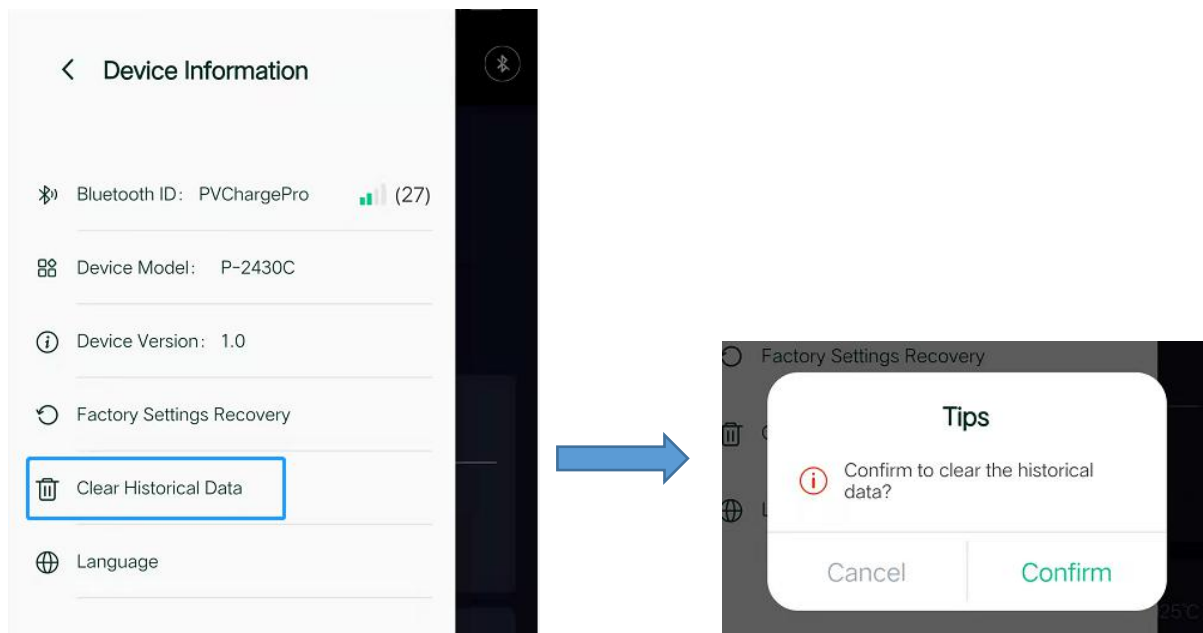 Device Information
Bluetooth ID: PVChargePro (27)
Device Model: P-2430C
Device Version: 1.0
Factory Settings Recovery
Clear Historical Data
Language
Factory Settings Recovery
Tips
Confirm to clear the historical
data?
Cancel Confirm
25°C